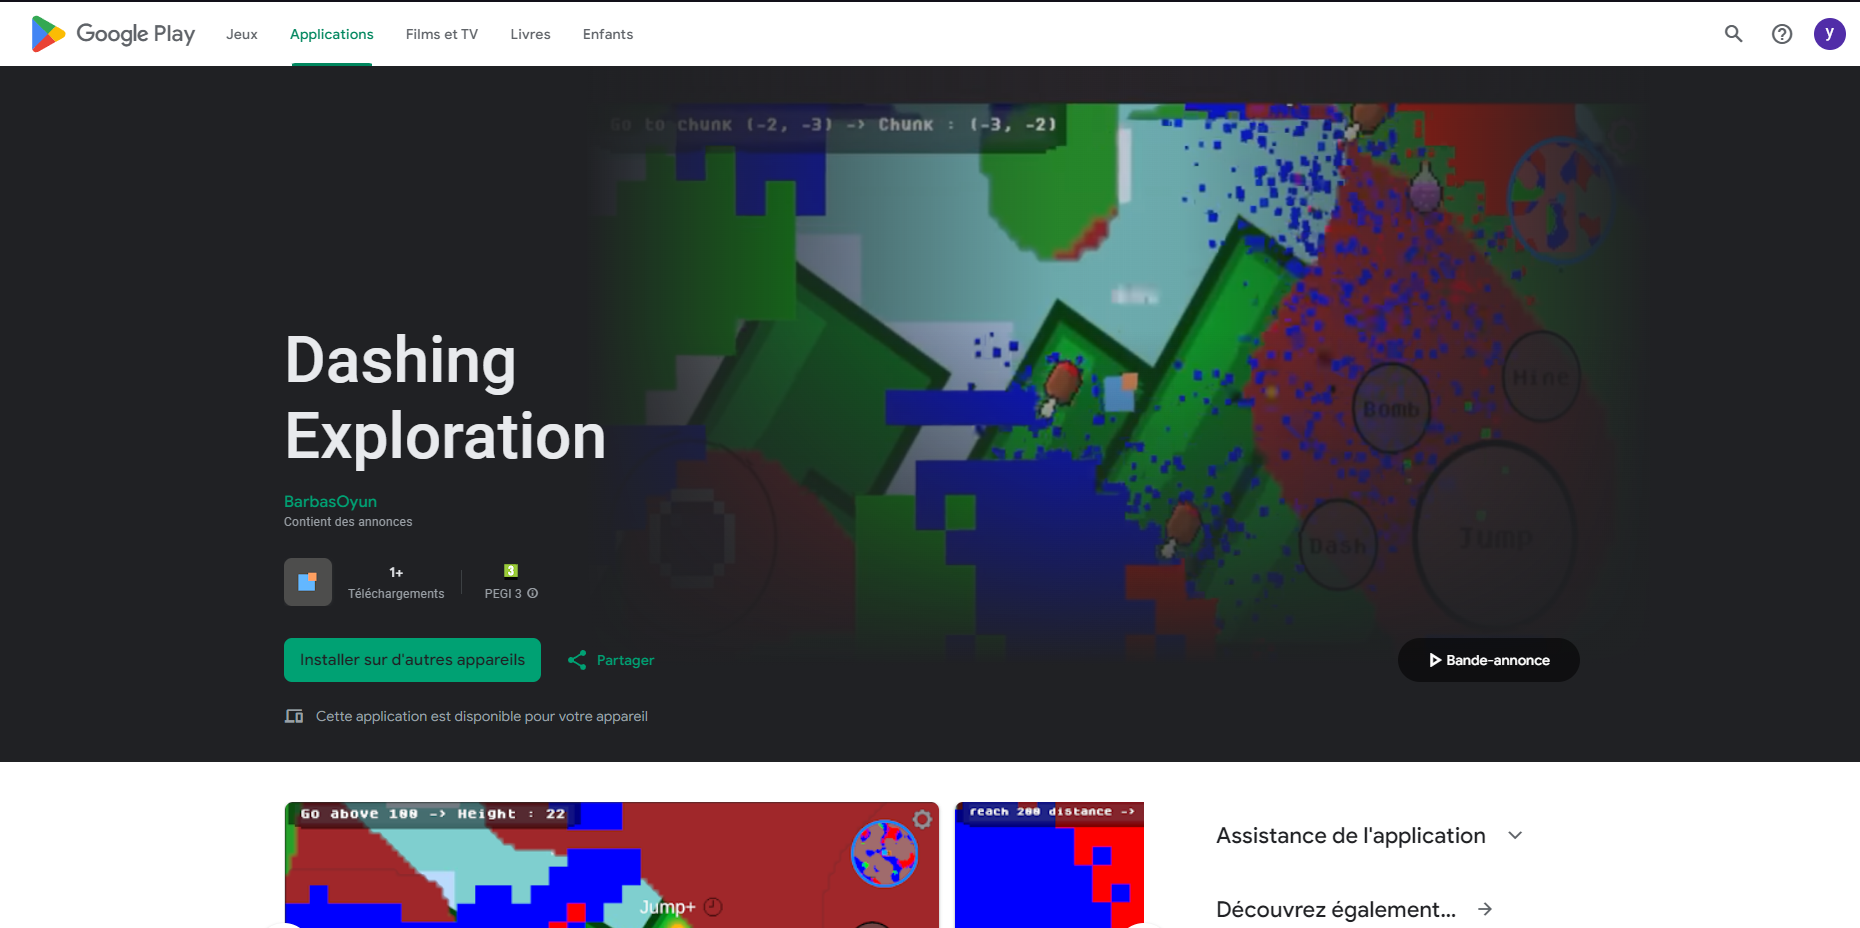 Google Play Jeux Applications Films et TV Livres Enfants y
Go to chunk (-2, -3) -> Chunk : (-3, -2)
Mine
Bomb
Dash
Jump
Dashing
Exploration
BarbasOyun
Contient des annonces
1+ 3
Téléchargements PEGI 3
Installer sur d'autres appareils Partager Bande-annonce
Cette application est disponible pour votre appareil
Go above 100 -> Height : 22 reach 200 distance ->
Assistance de l'application
Jump+
Découvrez également...